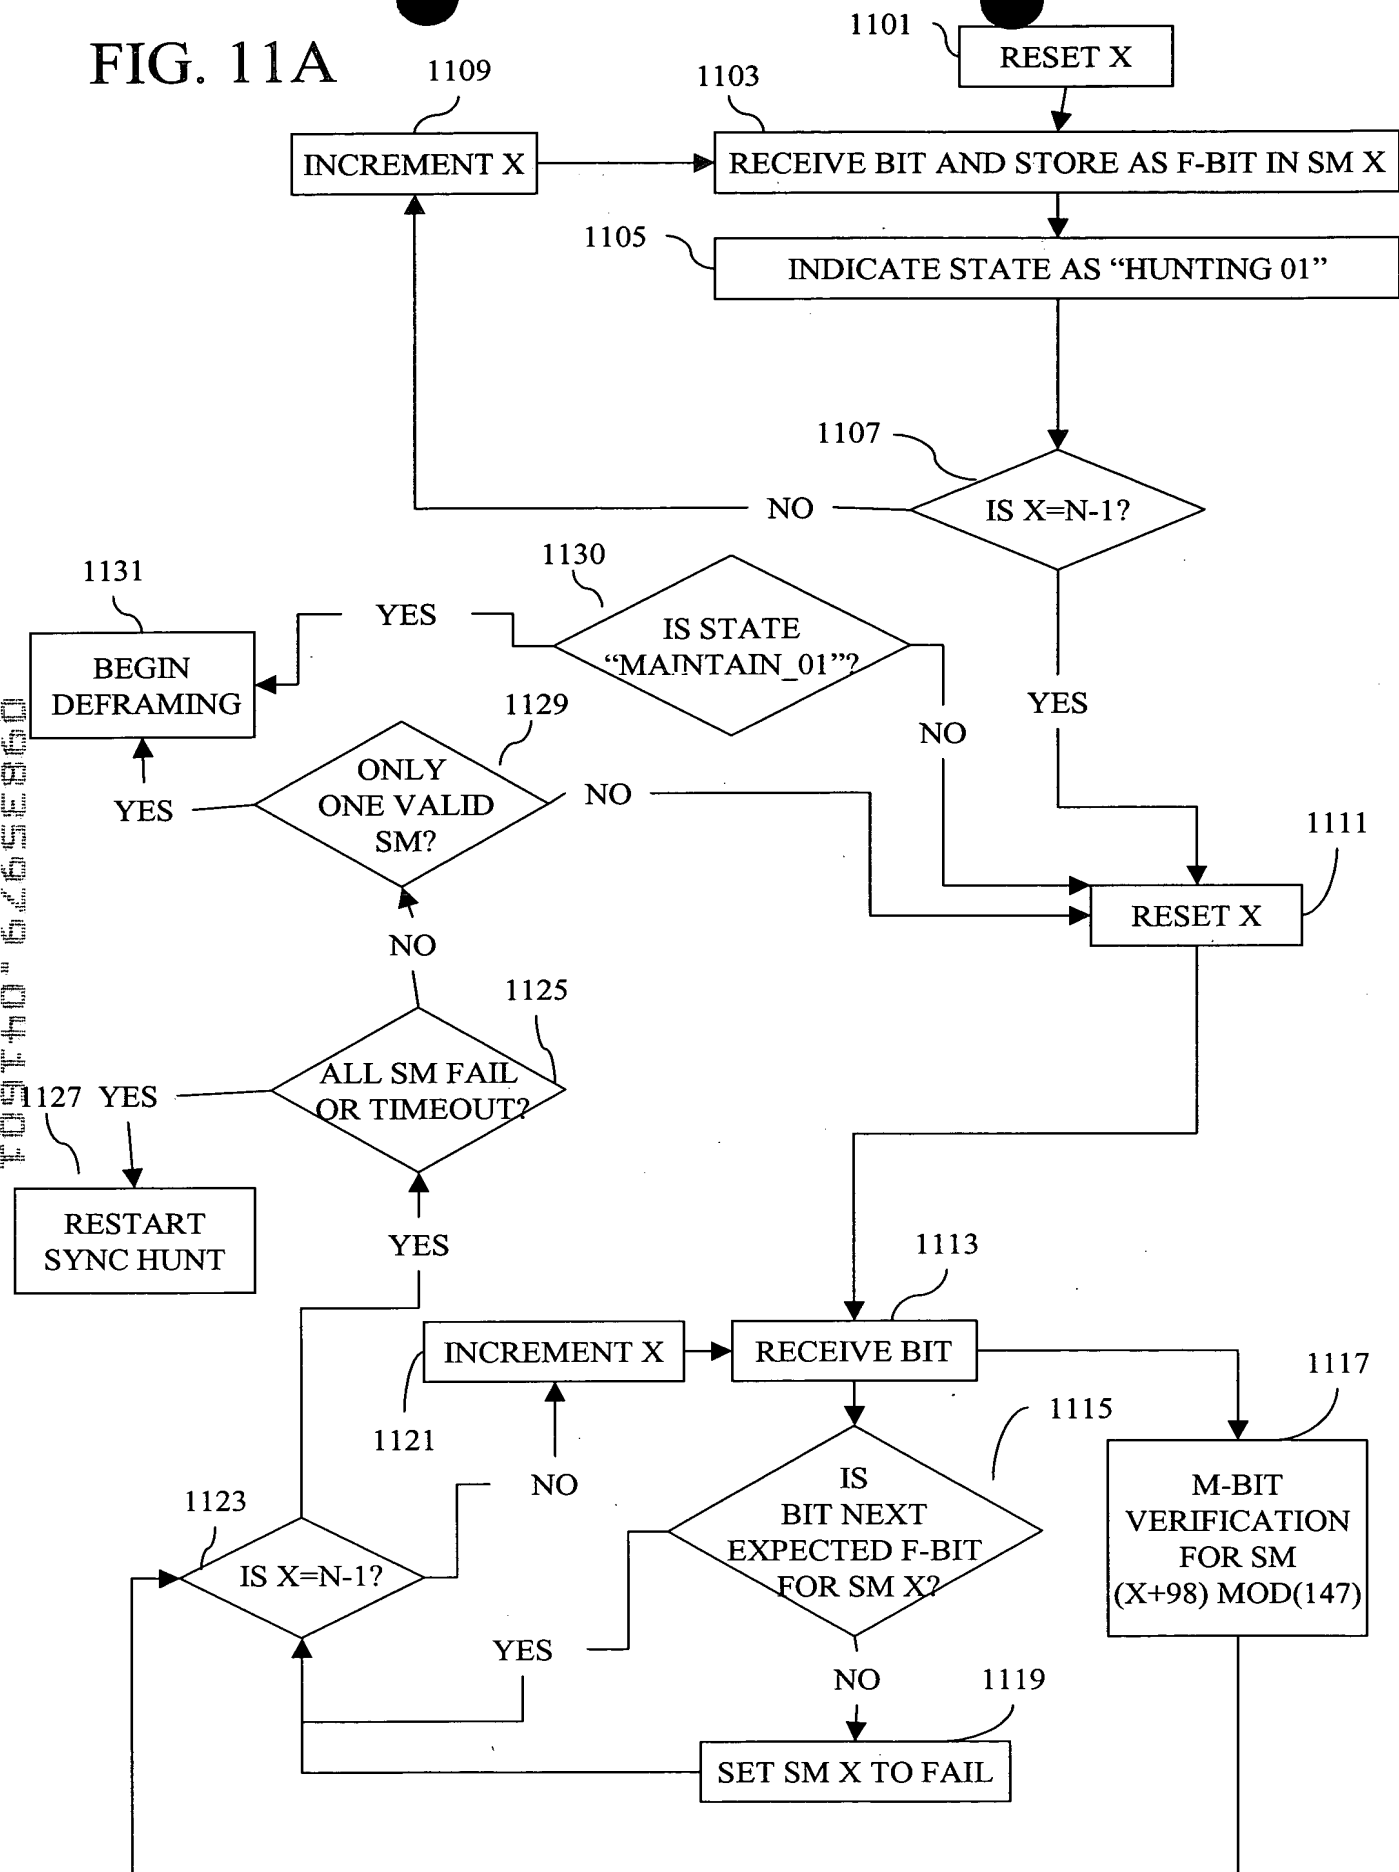 FIG. 11A
1101
RESET X
1109
1103
INCREMENT X
RECEIVE BIT AND STORE AS F-BIT IN SM X
1105
INDICATE STATE AS “HUNTING 01”
1107
IS X=N-1?
NO
1130
IS STATE
“MAINTAIN_01”?
YES
NO
YES
1131
BEGIN
DEFRAMING
1129
ONLY
ONE VALID
SM?
YES
NO
1111
RESET X
NO
1125
ALL SM FAIL
OR TIMEOUT?
1127
YES
RESTART
SYNC HUNT
YES
1113
INCREMENT X
RECEIVE BIT
1121
1117
1115
NO
IS
BIT NEXT
EXPECTED F-BIT
FOR SM X?
M-BIT
VERIFICATION
FOR SM
(X+98) MOD(147)
1123
IS X=N-1?
YES
NO
1119
SET SM X TO FAIL